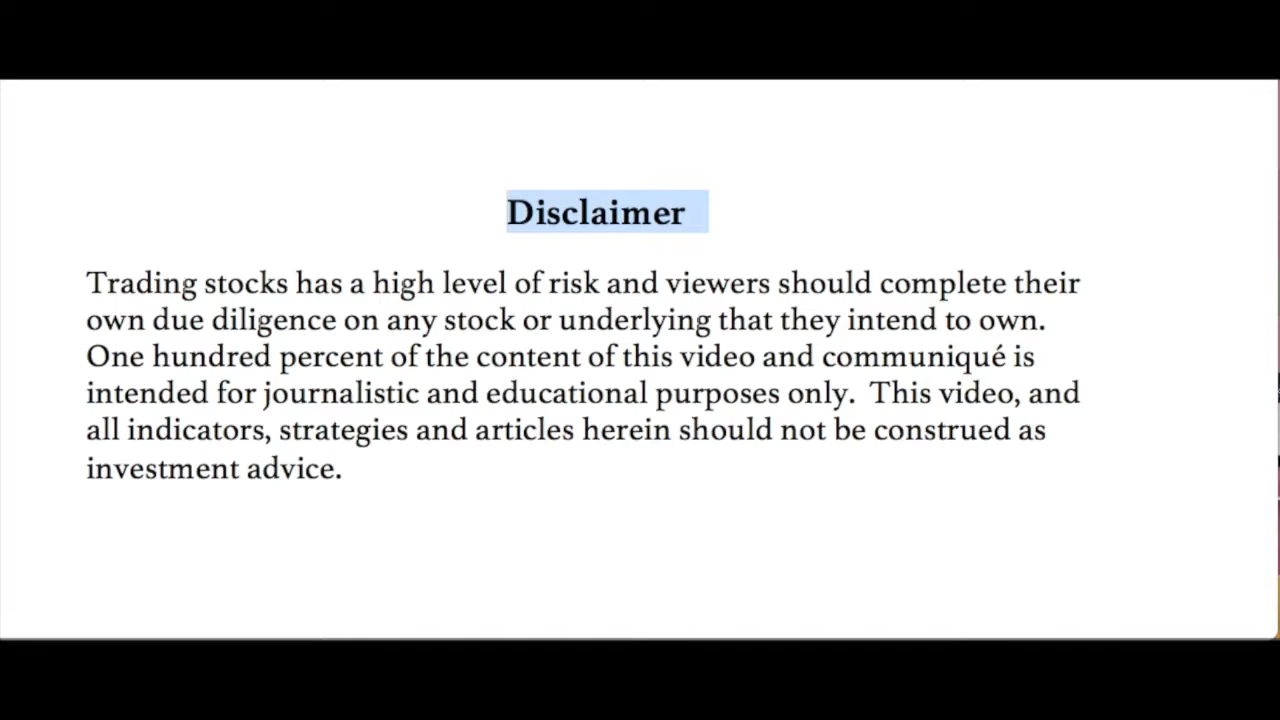 Disclaimer
Trading stocks has a high level of risk and viewers should complete their
own due diligence on any stock or underlying that they intend to own.
One hundred percent of the content of this video and communiqué is
intended for journalistic and educational purposes only.  This video, and
all indicators, strategies and articles herein should not be construed as
investment advice.